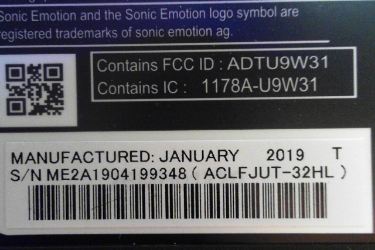 Sonic Emotion and the Sonic Emotion logo symbol are
registered trademarks of sonic emotion ag.
Contains FCC ID : ADTU9W31
Contains IC : 1178A-U9W31
MANUFACTURED: JANUARY 2019 T
S/N ME2A1904199348 ( ACLFJUT-32HL )